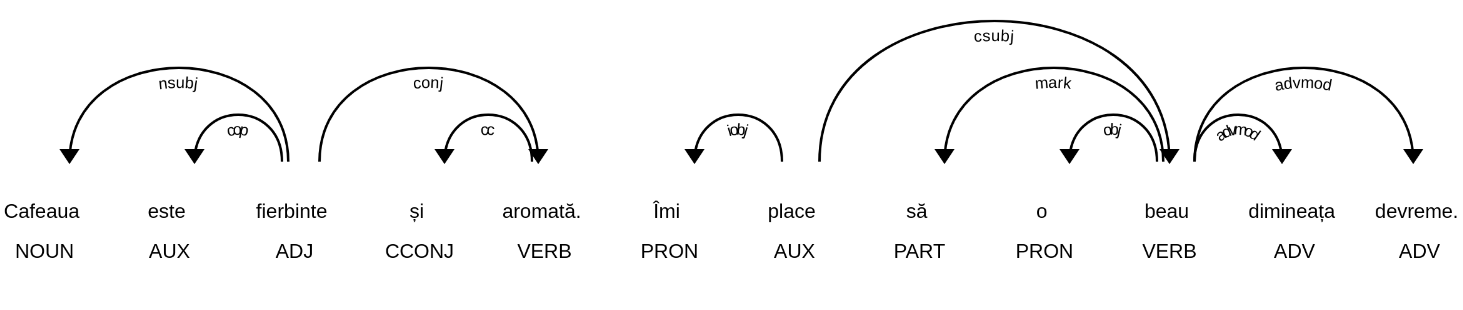 csubj
nsubj conj mark advmod
cop cc iobj obj advmod
Cafeaua este fierbinte și aromată. Îmi place să o beau dimineața devreme.
NOUN AUX ADJ CCONJ VERB PRON AUX PART PRON VERB ADV ADV